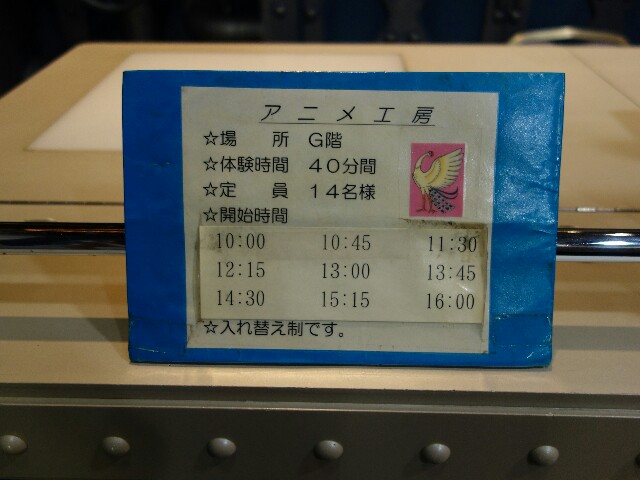 アニメ工房
☆場　所　G階
☆体験時間　40分間
☆定　員　14名様
☆開始時間
10:00　10:45　11:30
12:15　13:00　13:45
14:30　15:15　16:00
☆入れ替え制です。